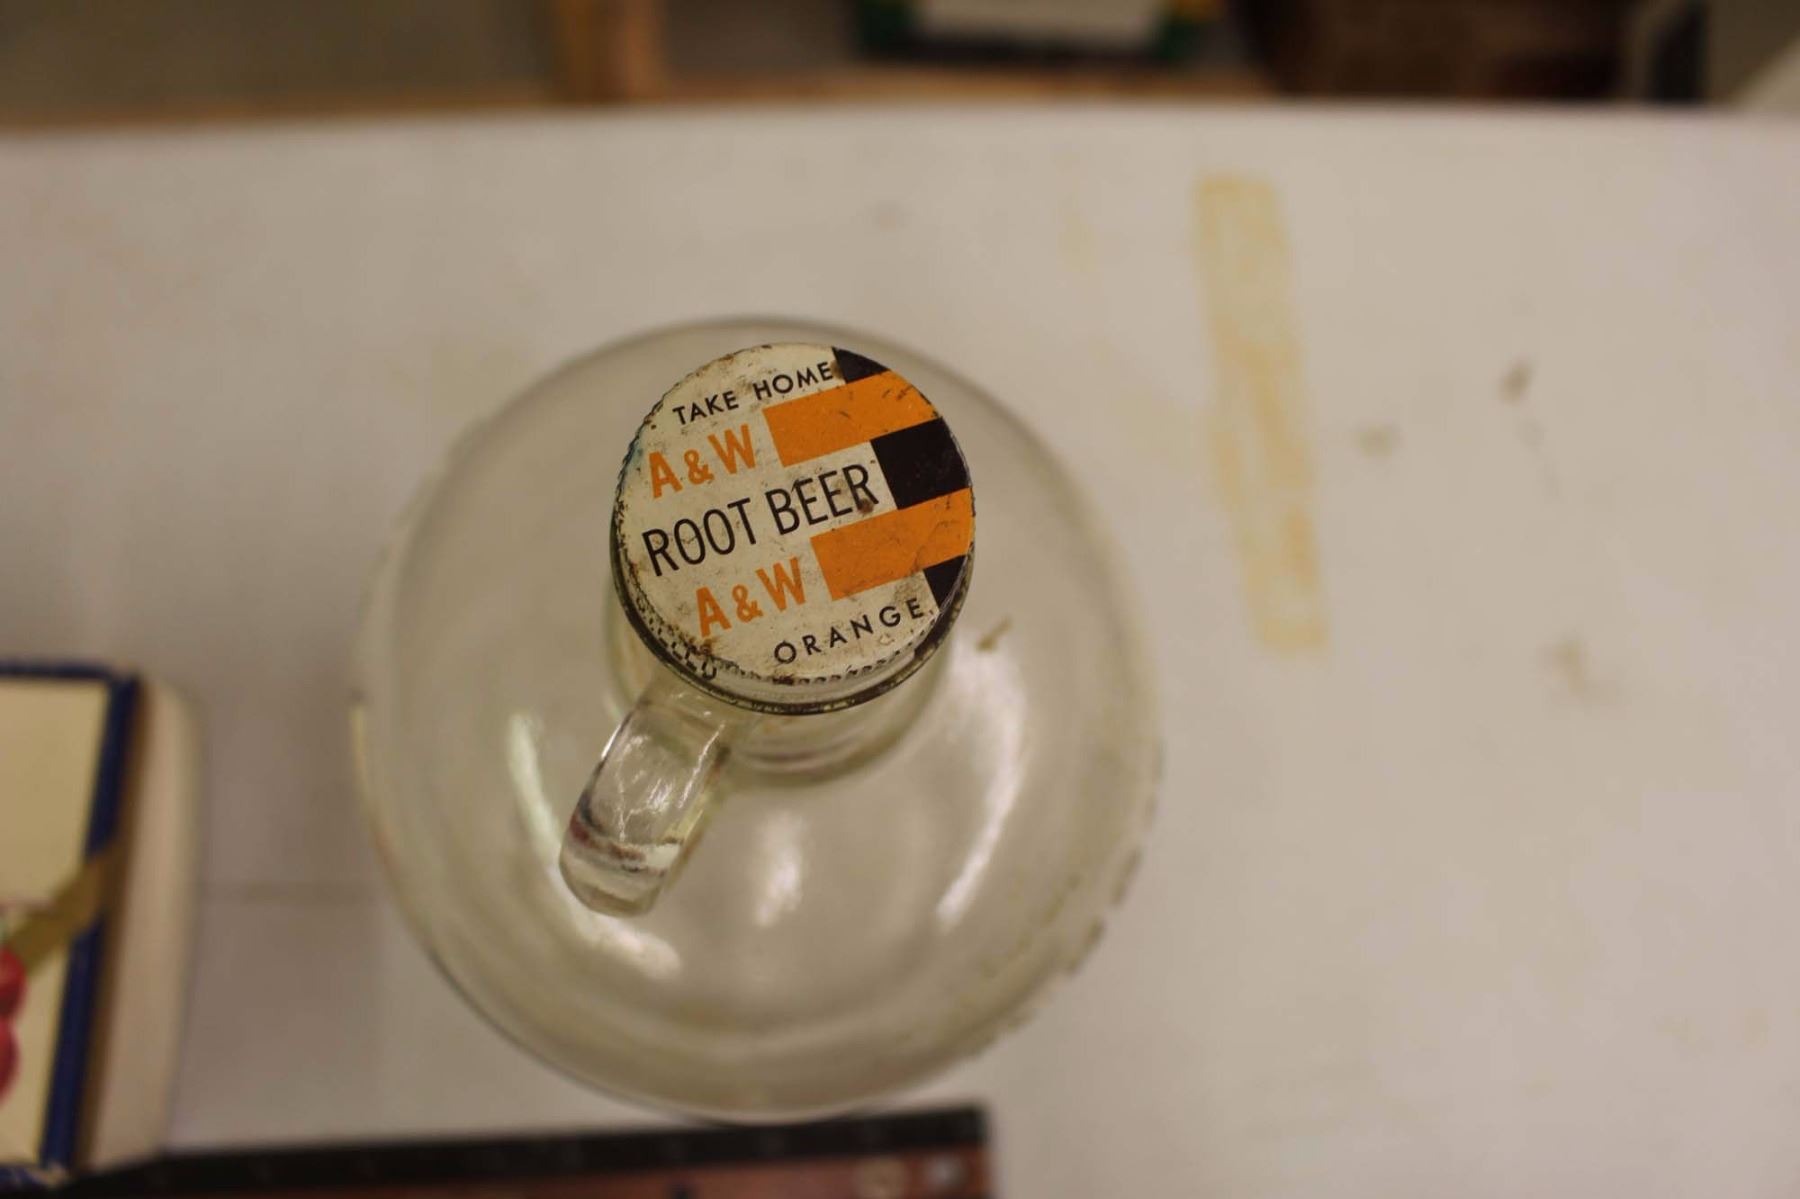 TAKE HOME
A & W
ROOT BEER
A & W
ORANGE